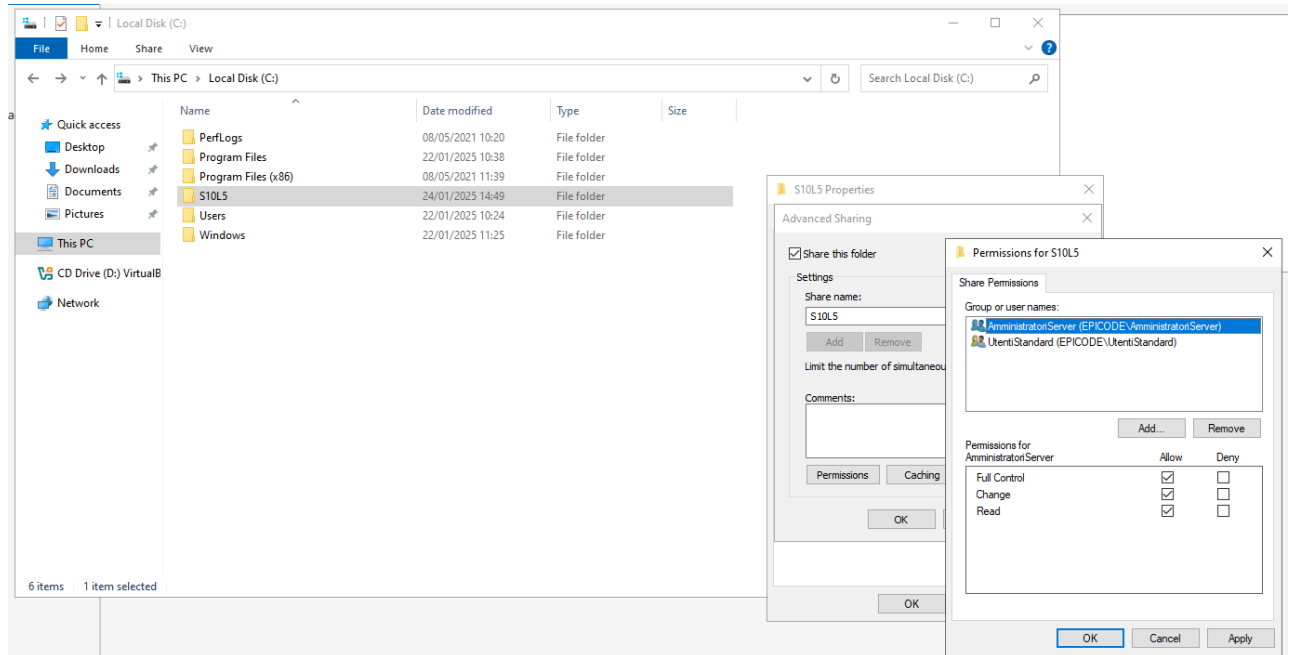 Local Disk (C:)
File Home Share View
This PC > Local Disk (C:)
Search Local Disk (C:)
Name Date modified Type Size
Quick access
Desktop
Downloads
Documents
Pictures
This PC
CD Drive (D:) VirtualB
Network
PerfLogs 08/05/2021 10:20 File folder
Program Files 22/01/2025 10:38 File folder
Program Files (x86) 08/05/2021 11:39 File folder
S10L5 24/01/2025 14:49 File folder
Users 22/01/2025 10:24 File folder
Windows 22/01/2025 11:25 File folder
6 items 1 item selected
S10L5 Properties
Advanced Sharing
Share this folder
Settings
Share name:
S10L5
Add Remove
Limit the number of simultaneou
Comments:
Permissions Caching
OK
OK
Permissions for S10L5
Share Permissions
Group or user names:
AmministratoriServer (EPICODE\AmministratoriServer)
UtentiStandard (EPICODE\UtentiStandard)
Add... Remove
Permissions for
AmministratoriServer Allow Deny
Full Control
Change
Read
OK Cancel Apply